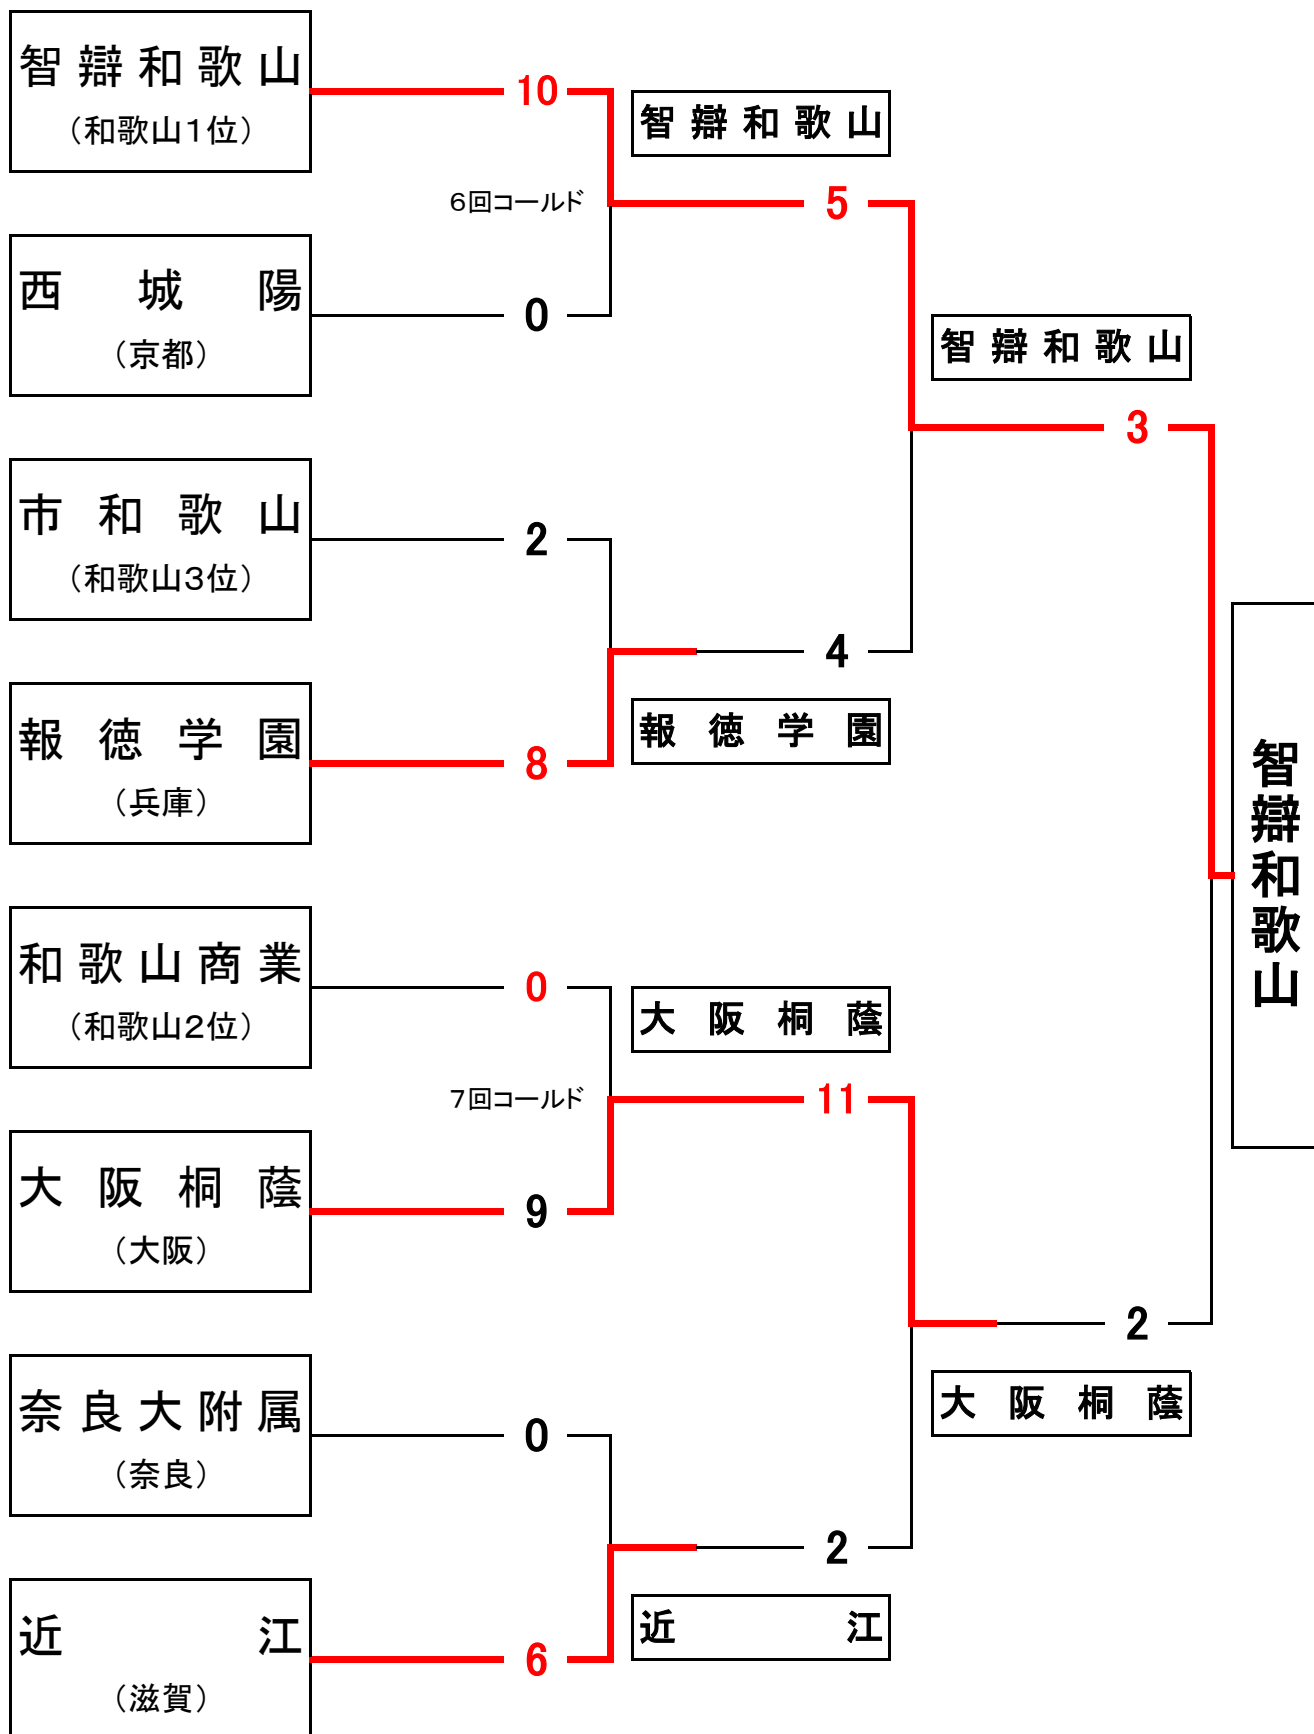 智辯和歌山
（和歌山1位）
10
智辯和歌山
6回コールド
5
西城陽
（京都）
0
智辯和歌山
3
市和歌山
（和歌山3位）
2
4
報徳学園
（兵庫）
8
報徳学園
智辯和歌山
和歌山商業
（和歌山2位）
0
大阪桐蔭
7回コールド
11
大阪桐蔭
（大阪）
9
2
大阪桐蔭
奈良大附属
（奈良）
0
2
近江
近江
（滋賀）
6